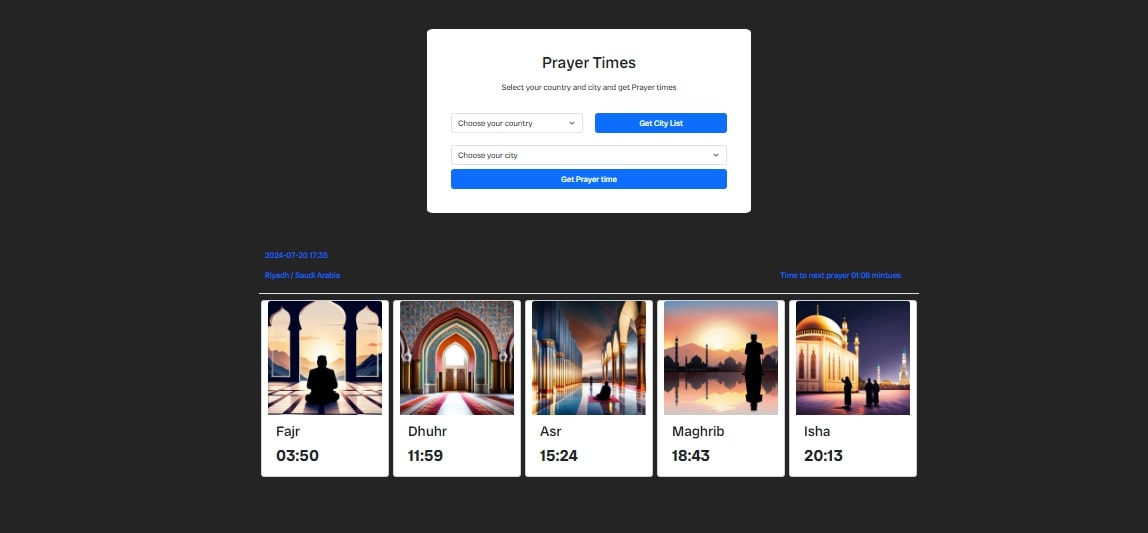 Prayer Times
Select your country and city and get Prayer times
Choose your country
Get City List
Choose your city
Get Prayer time
2024-07-20 17:35
Riyadh / Saudi Arabia
Time to next prayer 01:08 mintues
Fajr
03:50
Dhuhr
11:59
Asr
15:24
Maghrib
18:43
Isha
20:13